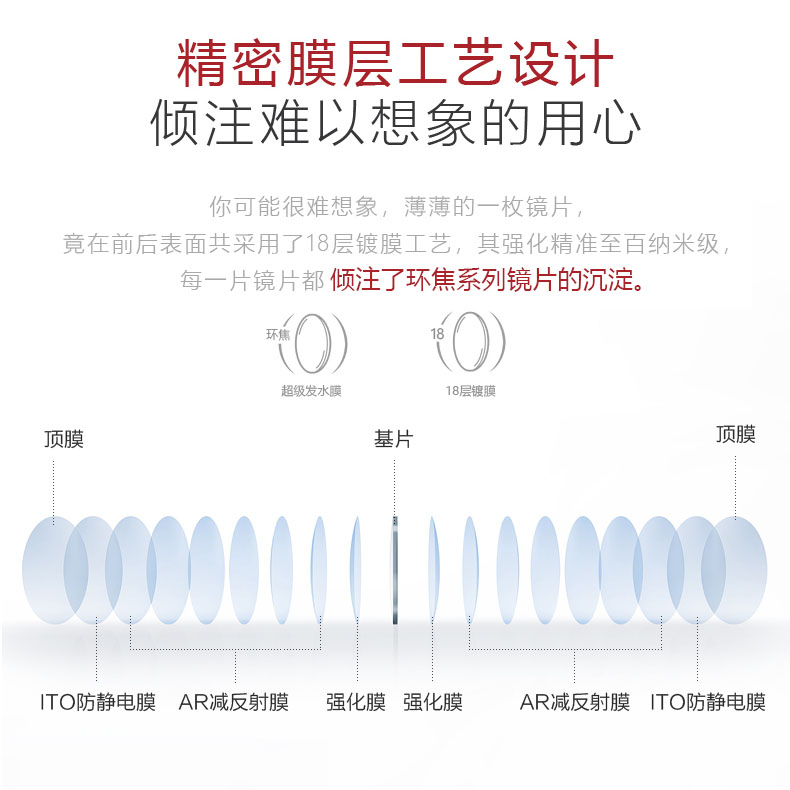 精密膜层工艺设计
倾注难以想象的用心
你可能很难想象，薄薄的一枚镜片，
竟在前后表面共采用了18层镀膜工艺，其强化精准至百纳米级，
每一片镜片都 倾注了环焦系列镜片的沉淀。
环焦 18
超级发水膜 18层镀膜
顶膜 基片 顶膜
ITO防静电膜 AR减反射膜 强化膜 强化膜 AR减反射膜 ITO防静电膜